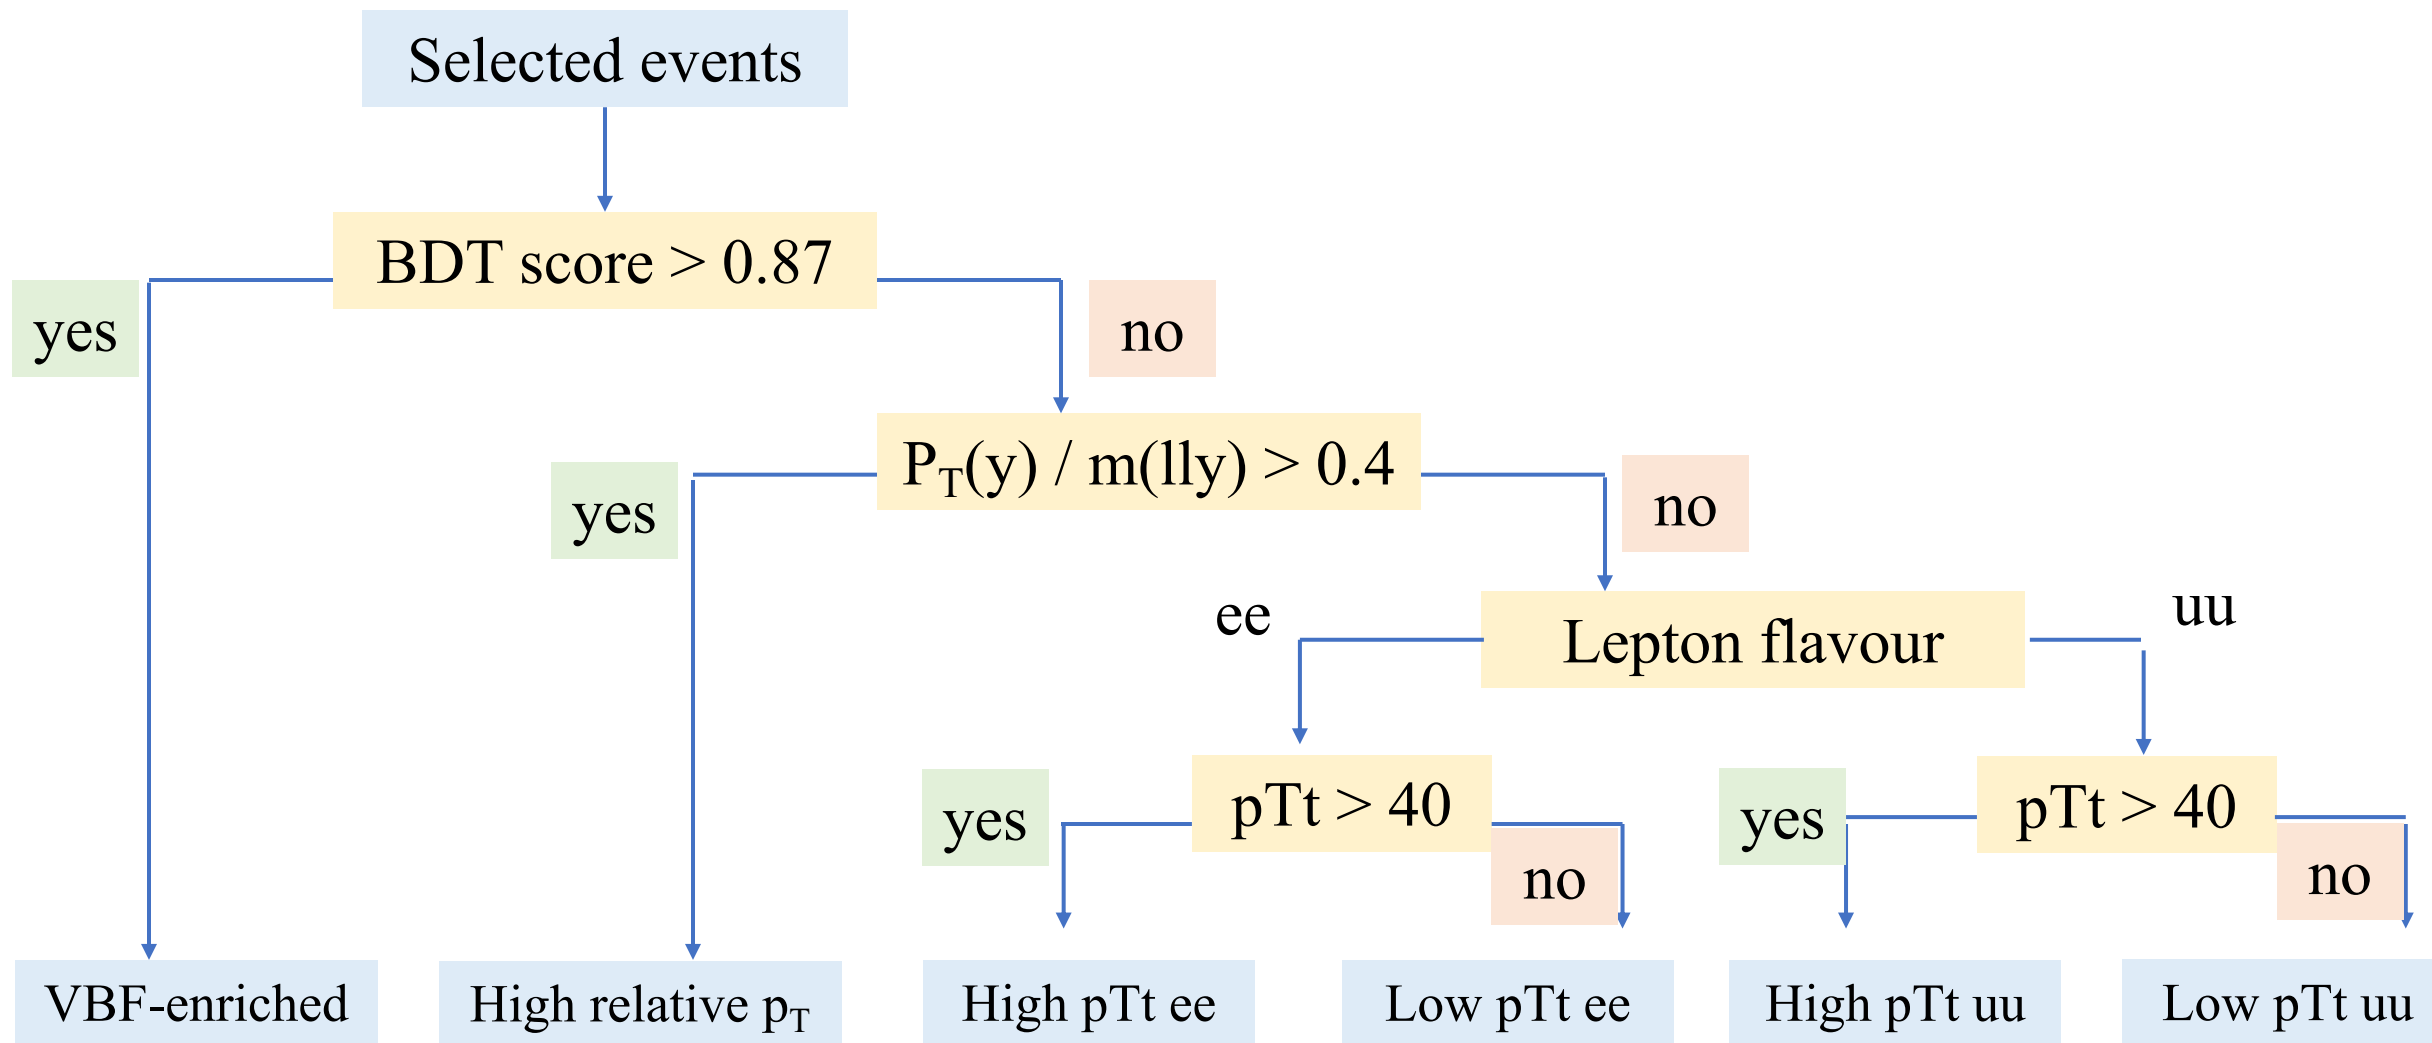 Selected events
BDT score > 0.87
yes
no
P_T(y) / m(lly) > 0.4
yes
no
ee
Lepton flavour
uu
yes
pTt > 40
no
yes
pTt > 40
no
VBF-enriched
High relative p_T
High pTt ee
Low pTt ee
High pTt uu
Low pTt uu